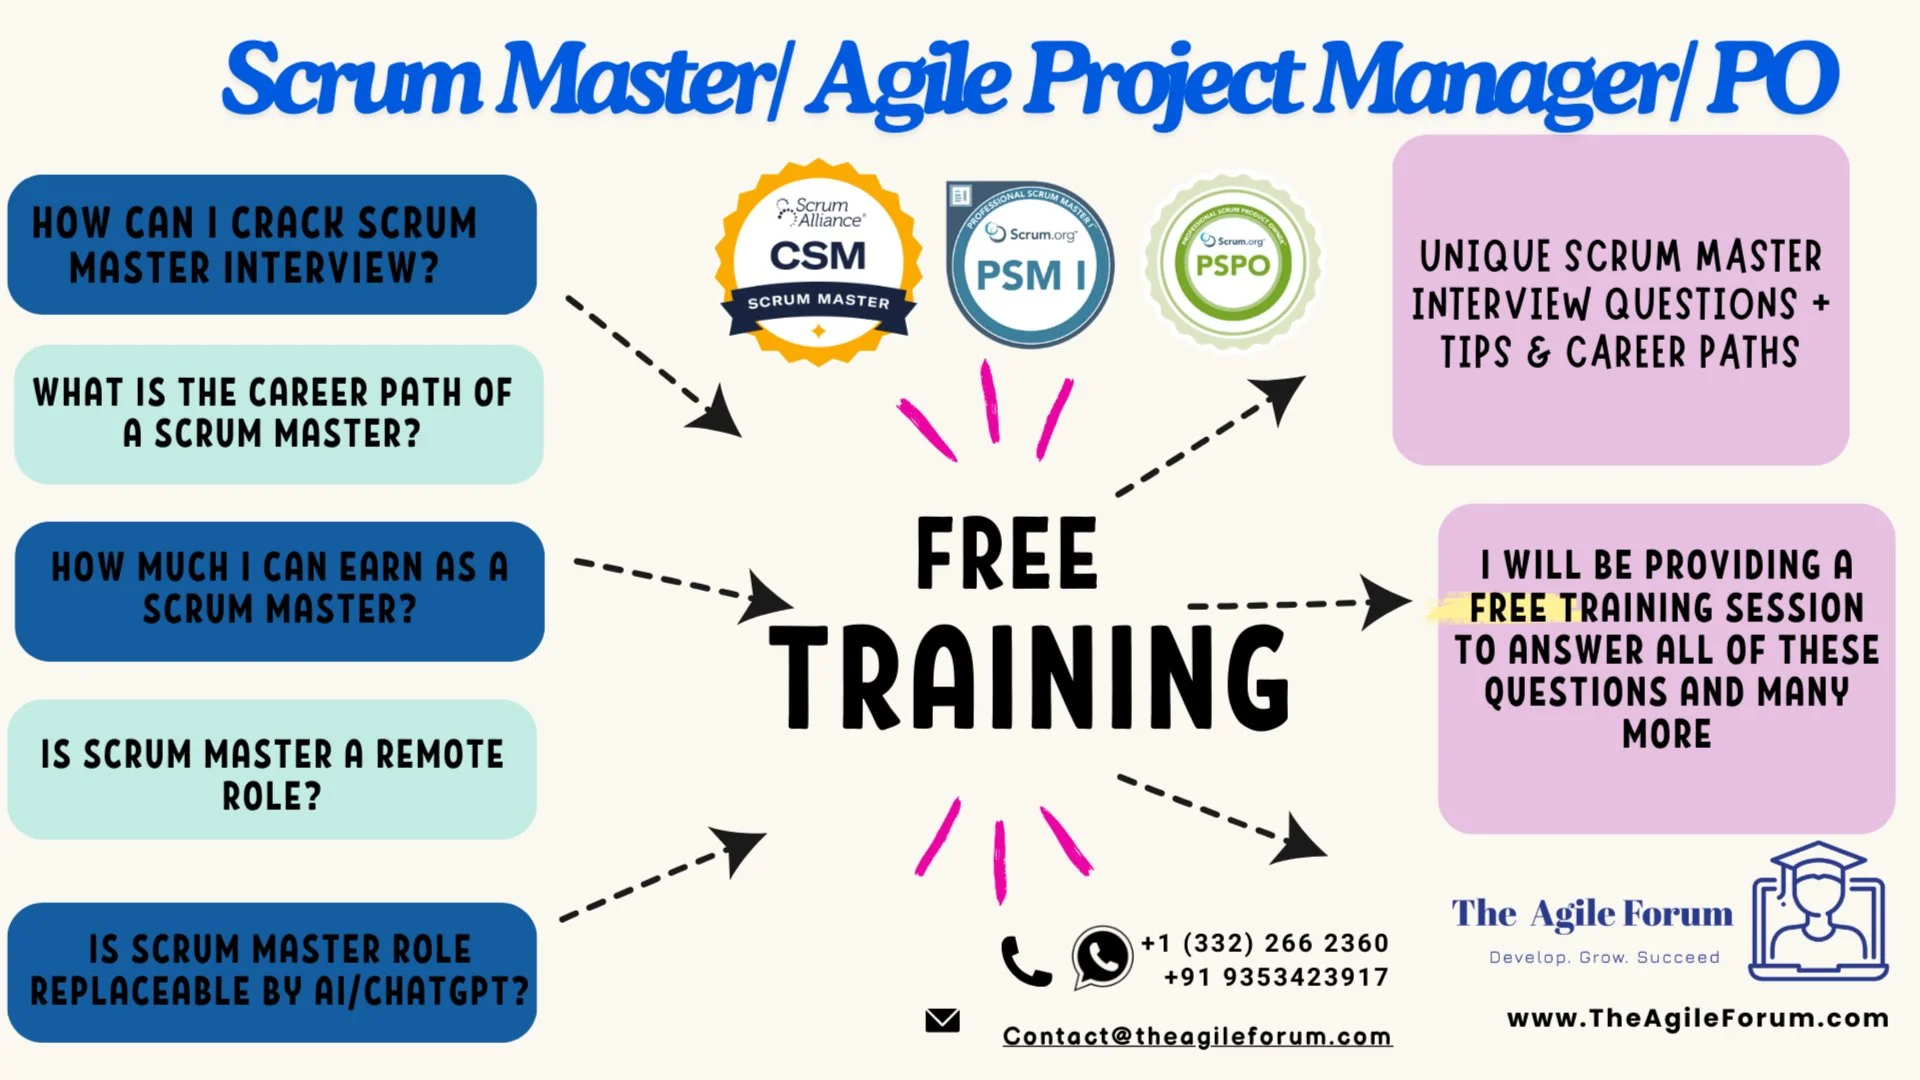 Scrum Master/ Agile Project Manager/ PO
HOW CAN I CRACK SCRUM
MASTER INTERVIEW?
WHAT IS THE CAREER PATH OF
A SCRUM MASTER?
HOW MUCH I CAN EARN AS A
SCRUM MASTER?
IS SCRUM MASTER A REMOTE
ROLE?
IS SCRUM MASTER ROLE
REPLACEABLE BY AI/CHATGPT?
Scrum
Alliance®
CSM
SCRUM MASTER
PROFESSIONAL SCRUM MASTER I
Scrum.org
PSM I
PROFESSIONAL SCRUM PRODUCT OWNER
Scrum.org
PSPO
FREE
TRAINING
UNIQUE SCRUM MASTER
INTERVIEW QUESTIONS +
TIPS & CAREER PATHS
I WILL BE PROVIDING A
FREE TRAINING SESSION
TO ANSWER ALL OF THESE
QUESTIONS AND MANY
MORE
+1 (332) 266 2360
+91 9353423917
Contact@theagileforum.com
The Agile Forum
Develop. Grow. Succeed
www.TheAgileForum.com